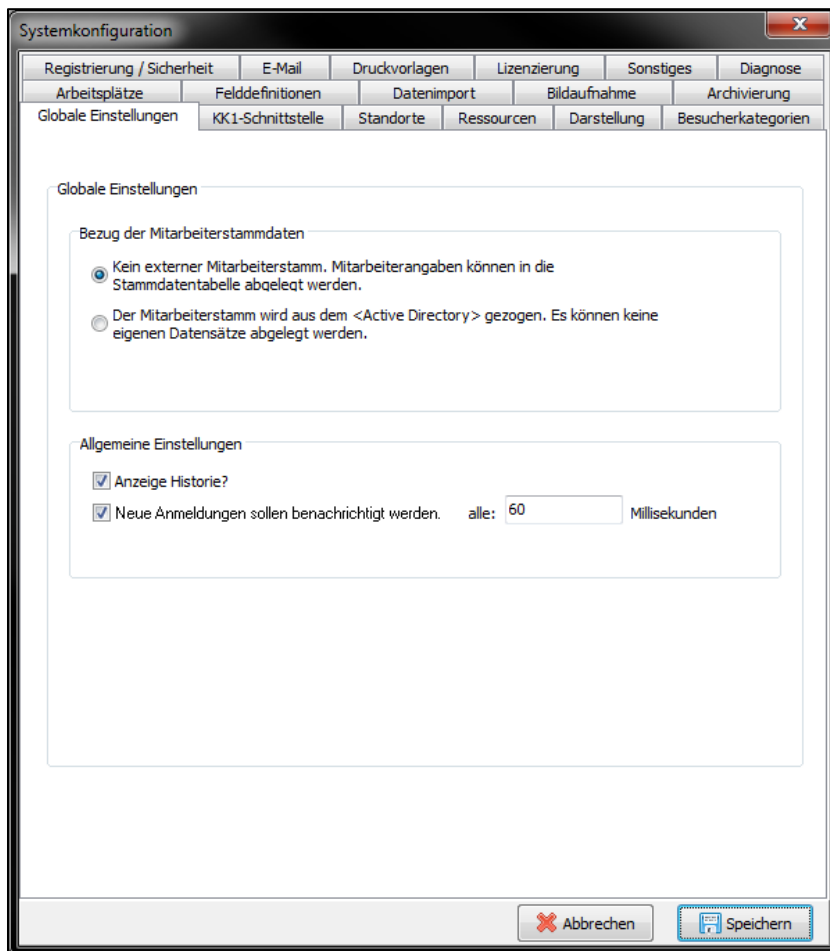 Systemkonfiguration
Registrierung / Sicherheit E-Mail Druckvorlagen Lizenzierung Sonstiges Diagnose
Arbeitsplätze Felddefinitionen Datenimport Bildaufnahme Archivierung
Globale Einstellungen KK1-Schnittstelle Standorte Ressourcen Darstellung Besucherkategorien
Globale Einstellungen
Bezug der Mitarbeiterstammdaten
Kein externer Mitarbeiterstamm. Mitarbeiterangaben können in die
Stammdatentabelle abgelegt werden.
Der Mitarbeiterstamm wird aus dem <Active Directory> gezogen. Es können keine
eigenen Datensätze abgelegt werden.
Allgemeine Einstellungen
Anzeige Historie?
Neue Anmeldungen sollen benachrichtigt werden. alle: 60 Millisekunden
Abbrechen Speichern